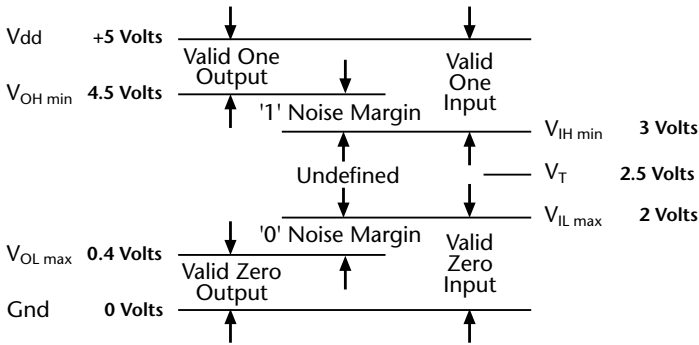 Vdd +5 Volts
Valid One
Output
Valid
One
Input
VOH min 4.5 Volts
'1' Noise Margin
VIH min 3 Volts
Undefined
VT 2.5 Volts
VIL max 2 Volts
'0' Noise Margin
VOL max 0.4 Volts
Valid Zero
Output
Valid
Zero
Input
Gnd 0 Volts